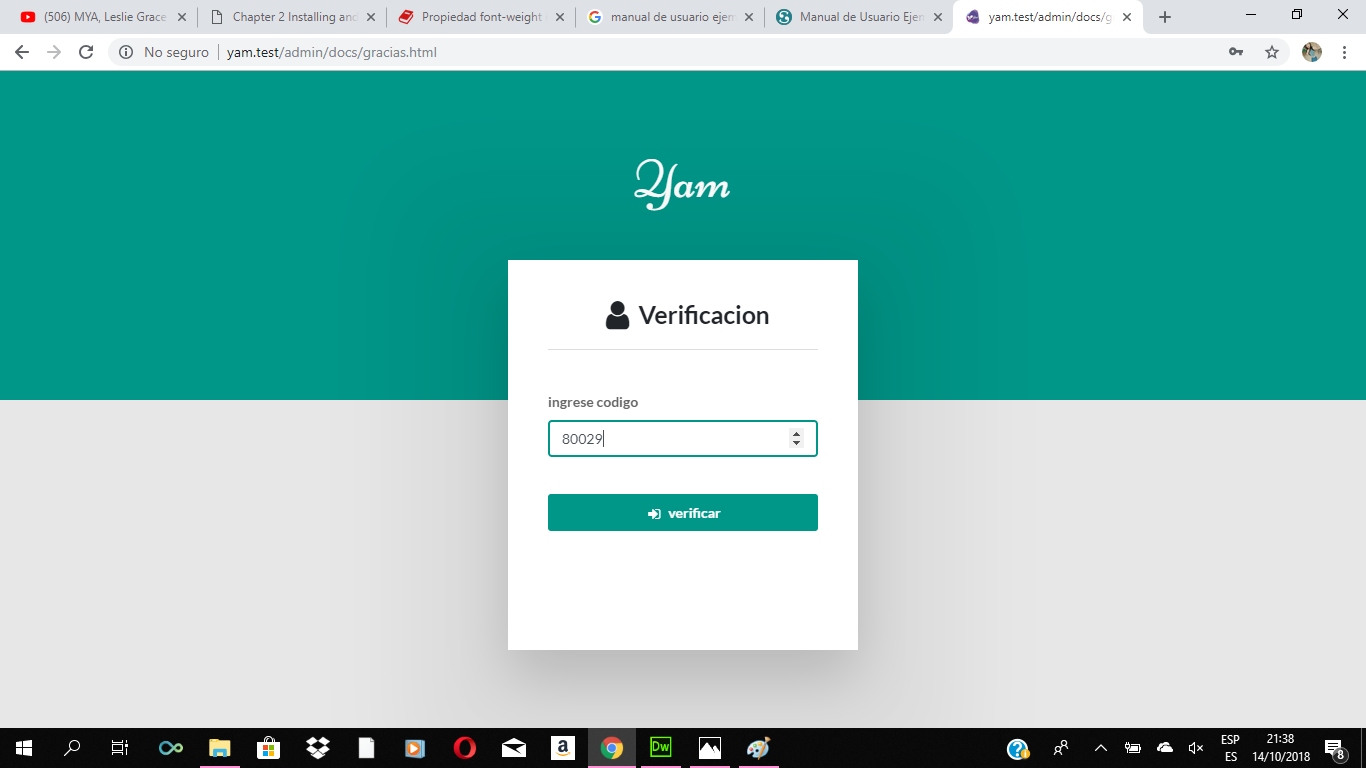 (506) MYA, Leslie Grace
Chapter 2 Installing and
Propiedad font-weight
manual de usuario ejem
Manual de Usuario Ejem
yam.test/admin/docs/g
No seguro
yam.test/admin/docs/gracias.html
Yam
Verificacion
ingrese codigo
80029
verificar
a
Dw
ESP
ES
21:38
14/10/2018
8